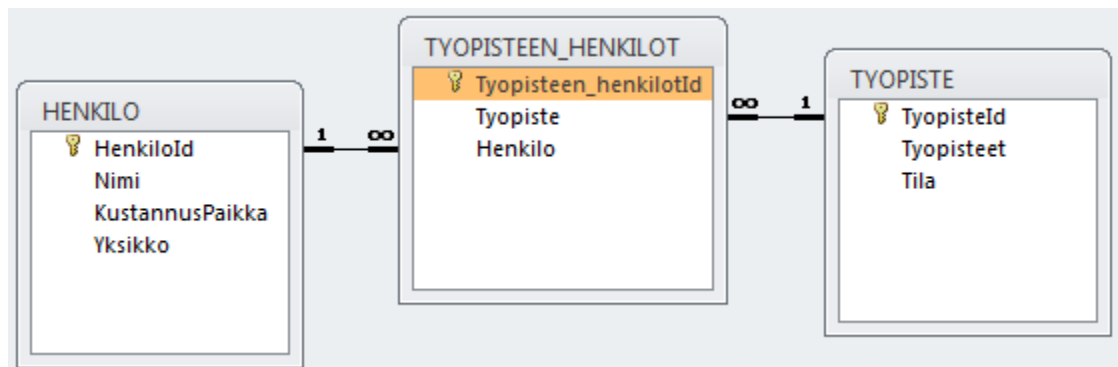 HENKILO
HenkiloId
Nimi
KustannusPaikka
Yksikko
1 ∞
TYOPISTEEN_HENKILOT
Tyopisteen_henkilotId
Tyopiste
Henkilo
∞ 1
TYOPISTE
TyopisteId
Tyopisteet
Tila